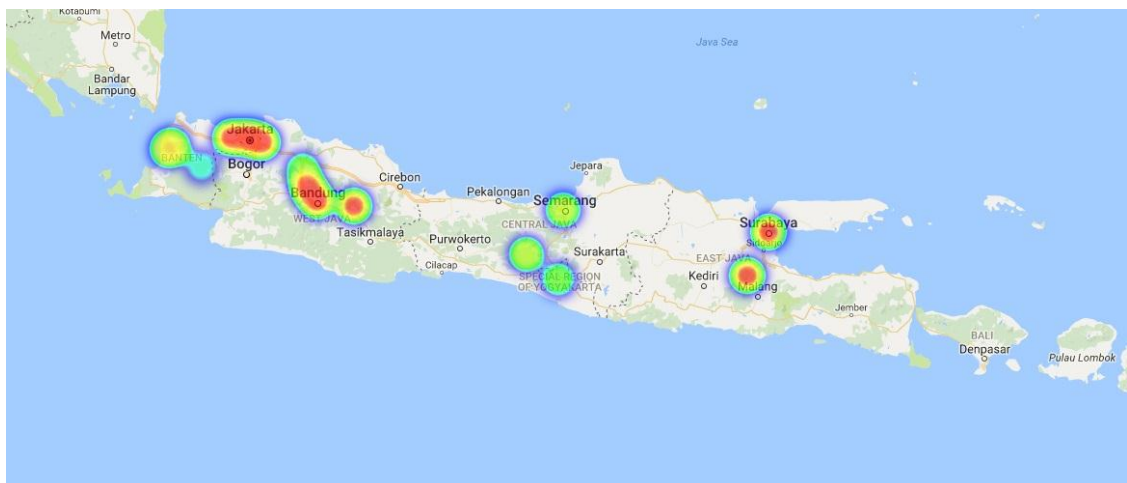 Kotabumi
Metro
Java Sea
Bandar
Lampung
Jakarta
BANTEN
Bogor
Jepara
Cirebon
Pekalongan
Bandung
Semarang
WEST JAVA
CENTRAL JAVA
Surabaya
Tasikmalaya
Purwokerto
Sidoarjo
Surakarta
EAST JAVA
Cilacap
SPECIAL REGION
OF YOGYAKARTA
Kediri
Malang
Jember
BALI
Denpasar
Pulau Lombok